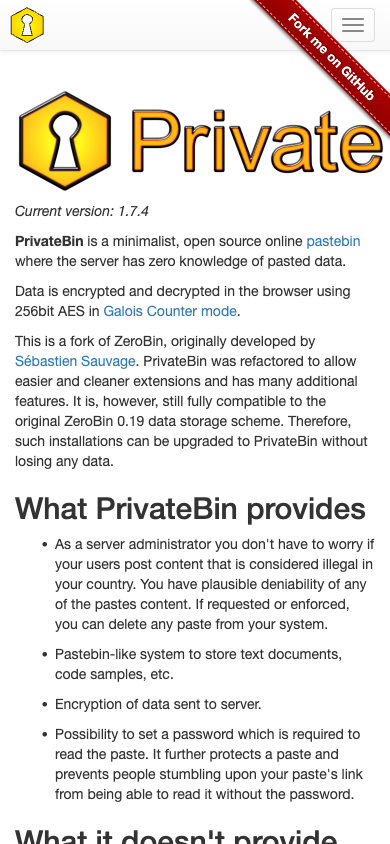 Fork me on GitHub
Private
Current version: 1.7.4
PrivateBin is a minimalist, open source online pastebin
where the server has zero knowledge of pasted data.
Data is encrypted and decrypted in the browser using
256bit AES in Galois Counter mode.
This is a fork of ZeroBin, originally developed by
Sébastien Sauvage. PrivateBin was refactored to allow
easier and cleaner extensions and has many additional
features. It is, however, still fully compatible to the
original ZeroBin 0.19 data storage scheme. Therefore,
such installations can be upgraded to PrivateBin without
losing any data.
What PrivateBin provides
• As a server administrator you don't have to worry if
your users post content that is considered illegal in
your country. You have plausible deniability of any
of the pastes content. If requested or enforced,
you can delete any paste from your system.
• Pastebin-like system to store text documents,
code samples, etc.
• Encryption of data sent to server.
• Possibility to set a password which is required to
read the paste. It further protects a paste and
prevents people stumbling upon your paste's link
from being able to read it without the password.
What it doesn't provide